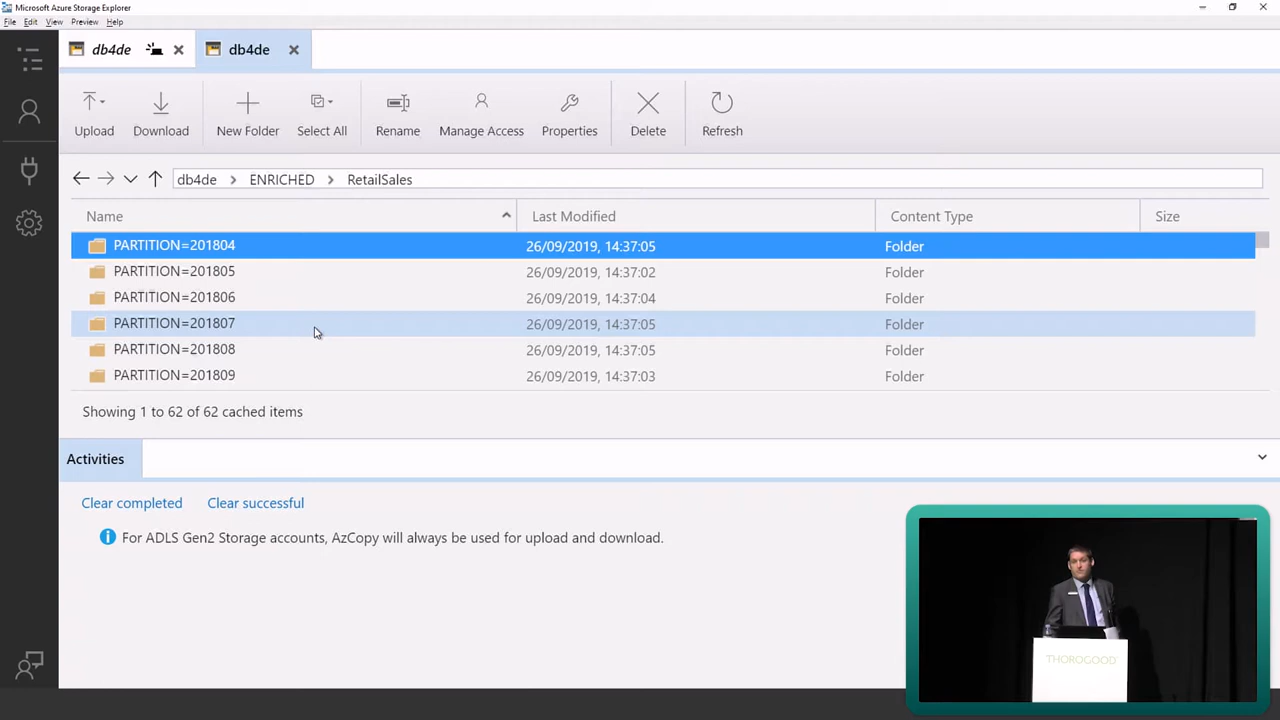 Microsoft Azure Storage Explorer
File Edit View Preview Help
db4de db4de
Upload Download New Folder Select All Rename Manage Access Properties Delete Refresh
db4de > ENRICHED > RetailSales
Name Last Modified Content Type Size
PARTITION=201804 26/09/2019, 14:37:05 Folder
PARTITION=201805 26/09/2019, 14:37:02 Folder
PARTITION=201806 26/09/2019, 14:37:04 Folder
PARTITION=201807 26/09/2019, 14:37:05 Folder
PARTITION=201808 26/09/2019, 14:37:05 Folder
PARTITION=201809 26/09/2019, 14:37:03 Folder
Showing 1 to 62 of 62 cached items
Activities
Clear completed Clear successful
For ADLS Gen2 Storage accounts, AzCopy will always be used for upload and download.
THOROGOOD